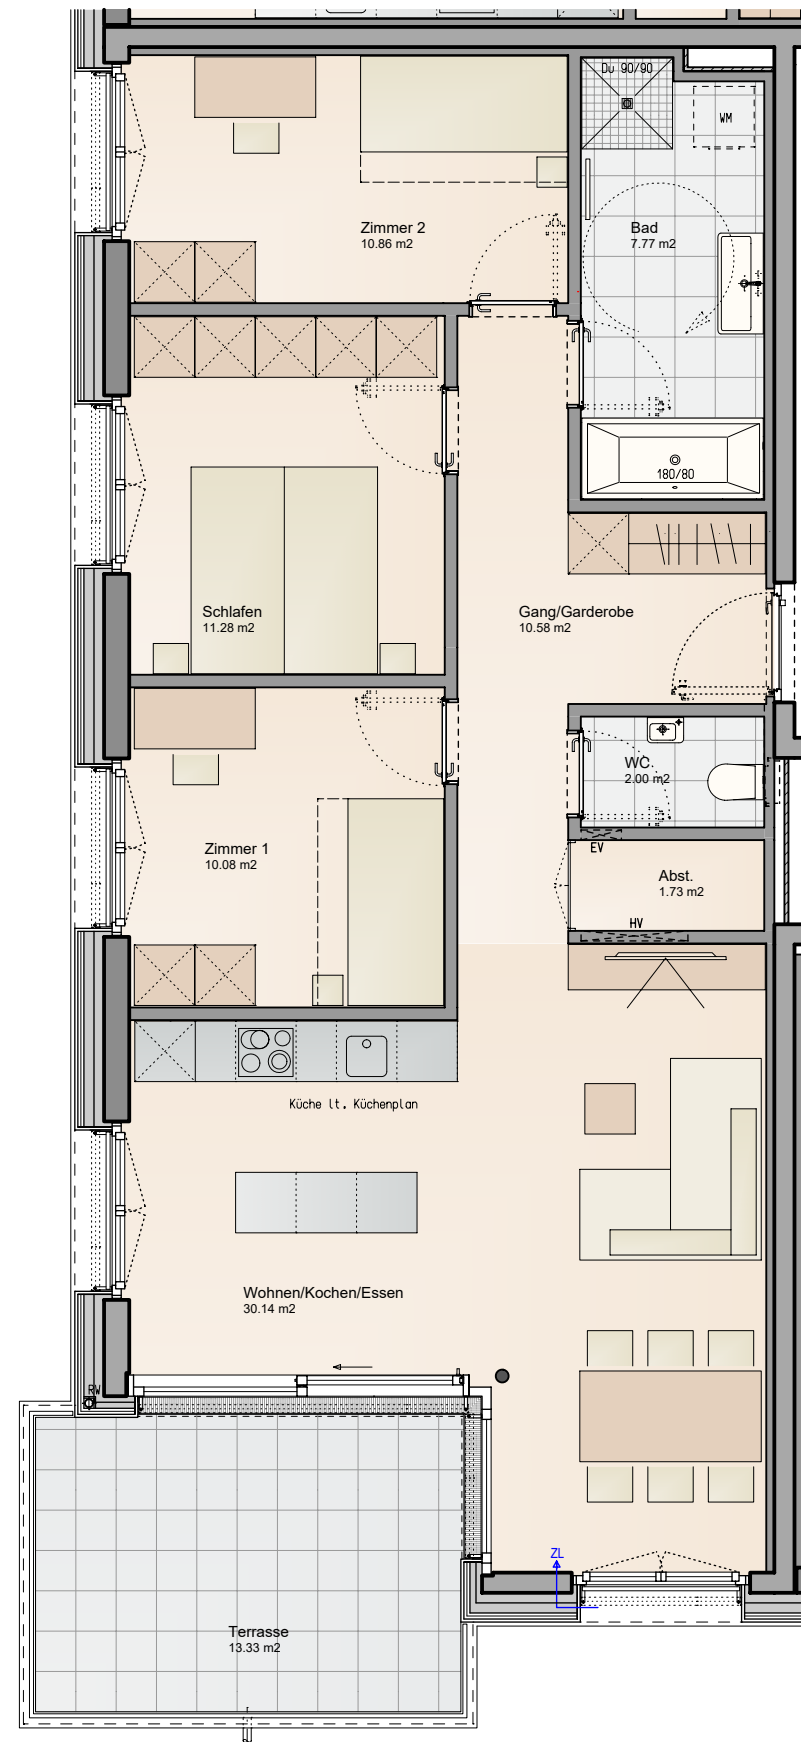 Du 90/90
WM
Zimmer 2
10.86 m2
Bad
7.77 m2
180/80
Schlafen
11.28 m2
Gang/Garderobe
10.58 m2
WC
2.00 m2
EV
Abst.
1.73 m2
HV
Zimmer 1
10.08 m2
Küche lt. Küchenplan
Wohnen/Kochen/Essen
30.14 m2
RW
ZL
Terrasse
13.33 m2